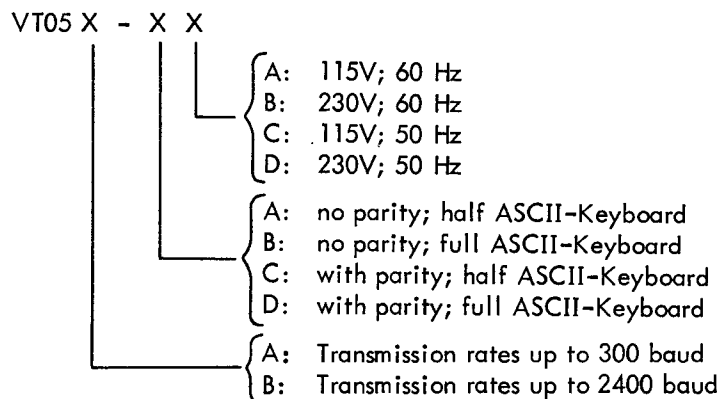 VT05 X - X X
A: 115V; 60 Hz
B: 230V; 60 Hz
C: 115V; 50 Hz
D: 230V; 50 Hz
A: no parity; half ASCII-Keyboard
B: no parity; full ASCII-Keyboard
C: with parity; half ASCII-Keyboard
D: with parity; full ASCII-Keyboard
A: Transmission rates up to 300 baud
B: Transmission rates up to 2400 baud